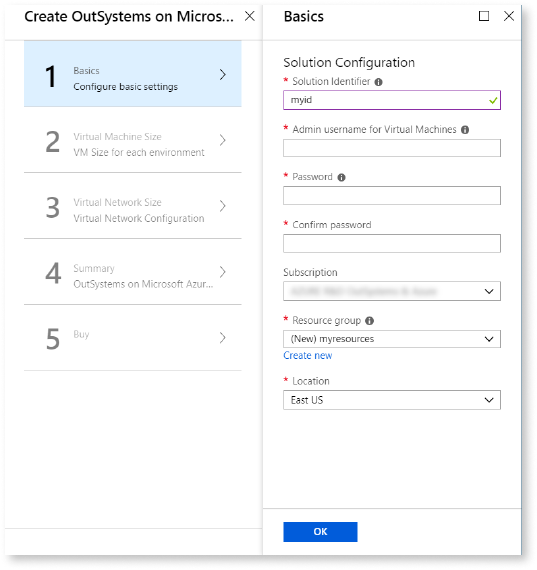 Create OutSystems on Micros...
1
Basics
Configure basic settings
2
Virtual Machine Size
VM Size for each environment
3
Virtual Network Size
Virtual Network Configuration
4
Summary
OutSystems on Microsoft Azur...
5
Buy
Basics
Solution Configuration
* Solution Identifier
myid
* Admin username for Virtual Machines
* Password
* Confirm password
Subscription
* Resource group
(New) myresources
Create new
* Location
East US
OK